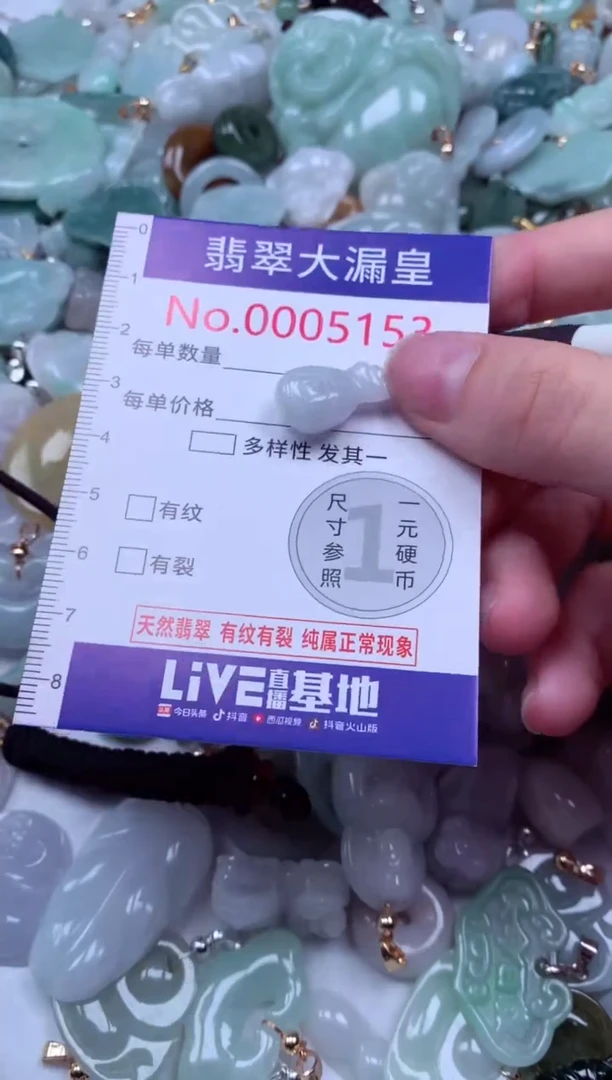 翡翠大漏皇
No.0005153
每单数量
每单价格
多样性 发其一
有纹
有裂
尺寸参照
1
一元硬币
天然翡翠 有纹有裂 纯属正常现象
LiVE直播基地
头条 今日头条 抖音 西瓜视频 抖音火山版
0
1
2
3
4
5
6
7
8